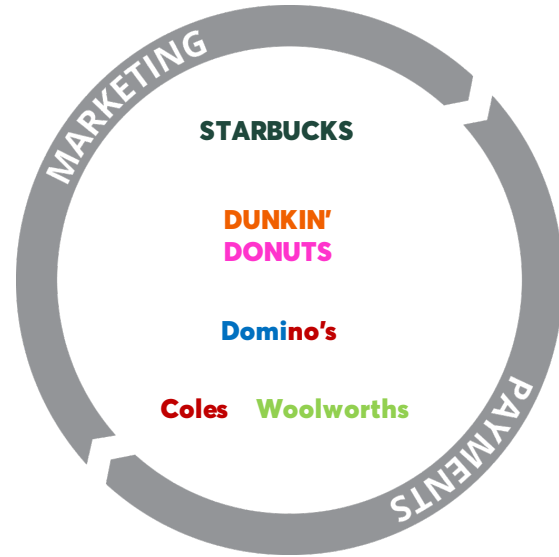 MARKETING
STARBUCKS
DUNKIN'
DONUTS
Domino's
Coles Woolworths
PAYMENTS